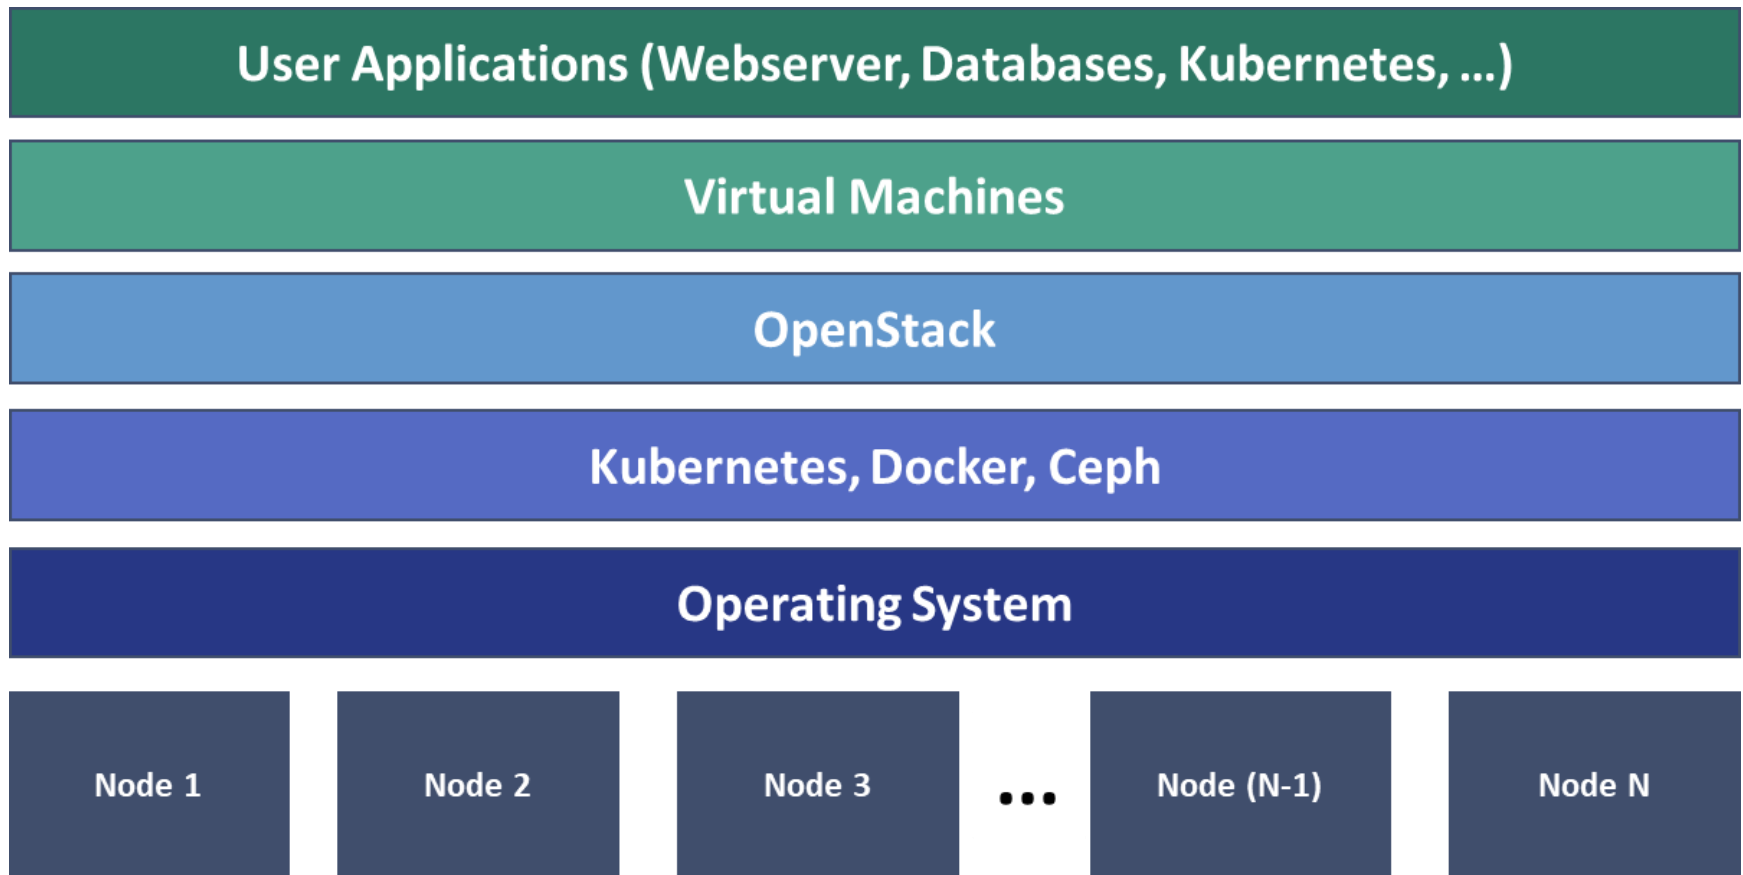 User Applications (Webserver, Databases, Kubernetes, ...)
Virtual Machines
OpenStack
Kubernetes, Docker, Ceph
Operating System
Node 1
Node 2
Node 3
...
Node (N-1)
Node N